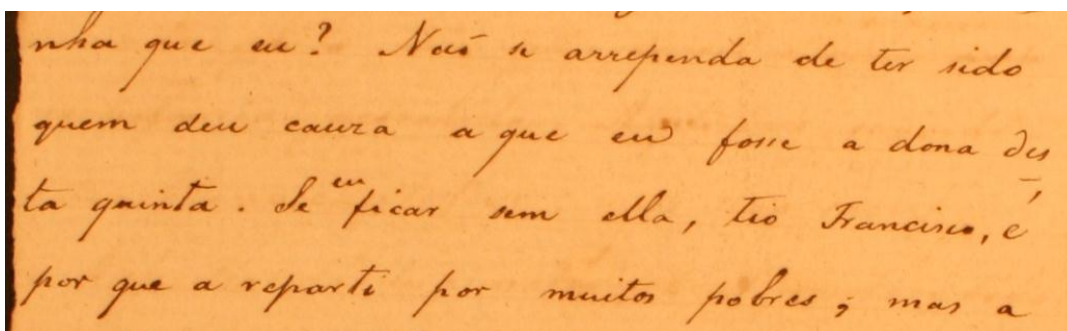 nha que eu? Não se arrependa de ter sido
quem deu cauza a que eu fosse a dona des
ta quinta. Se eu ficar sem ella, tio Francisco, é
por que a reparti por muitos pobres; mas a